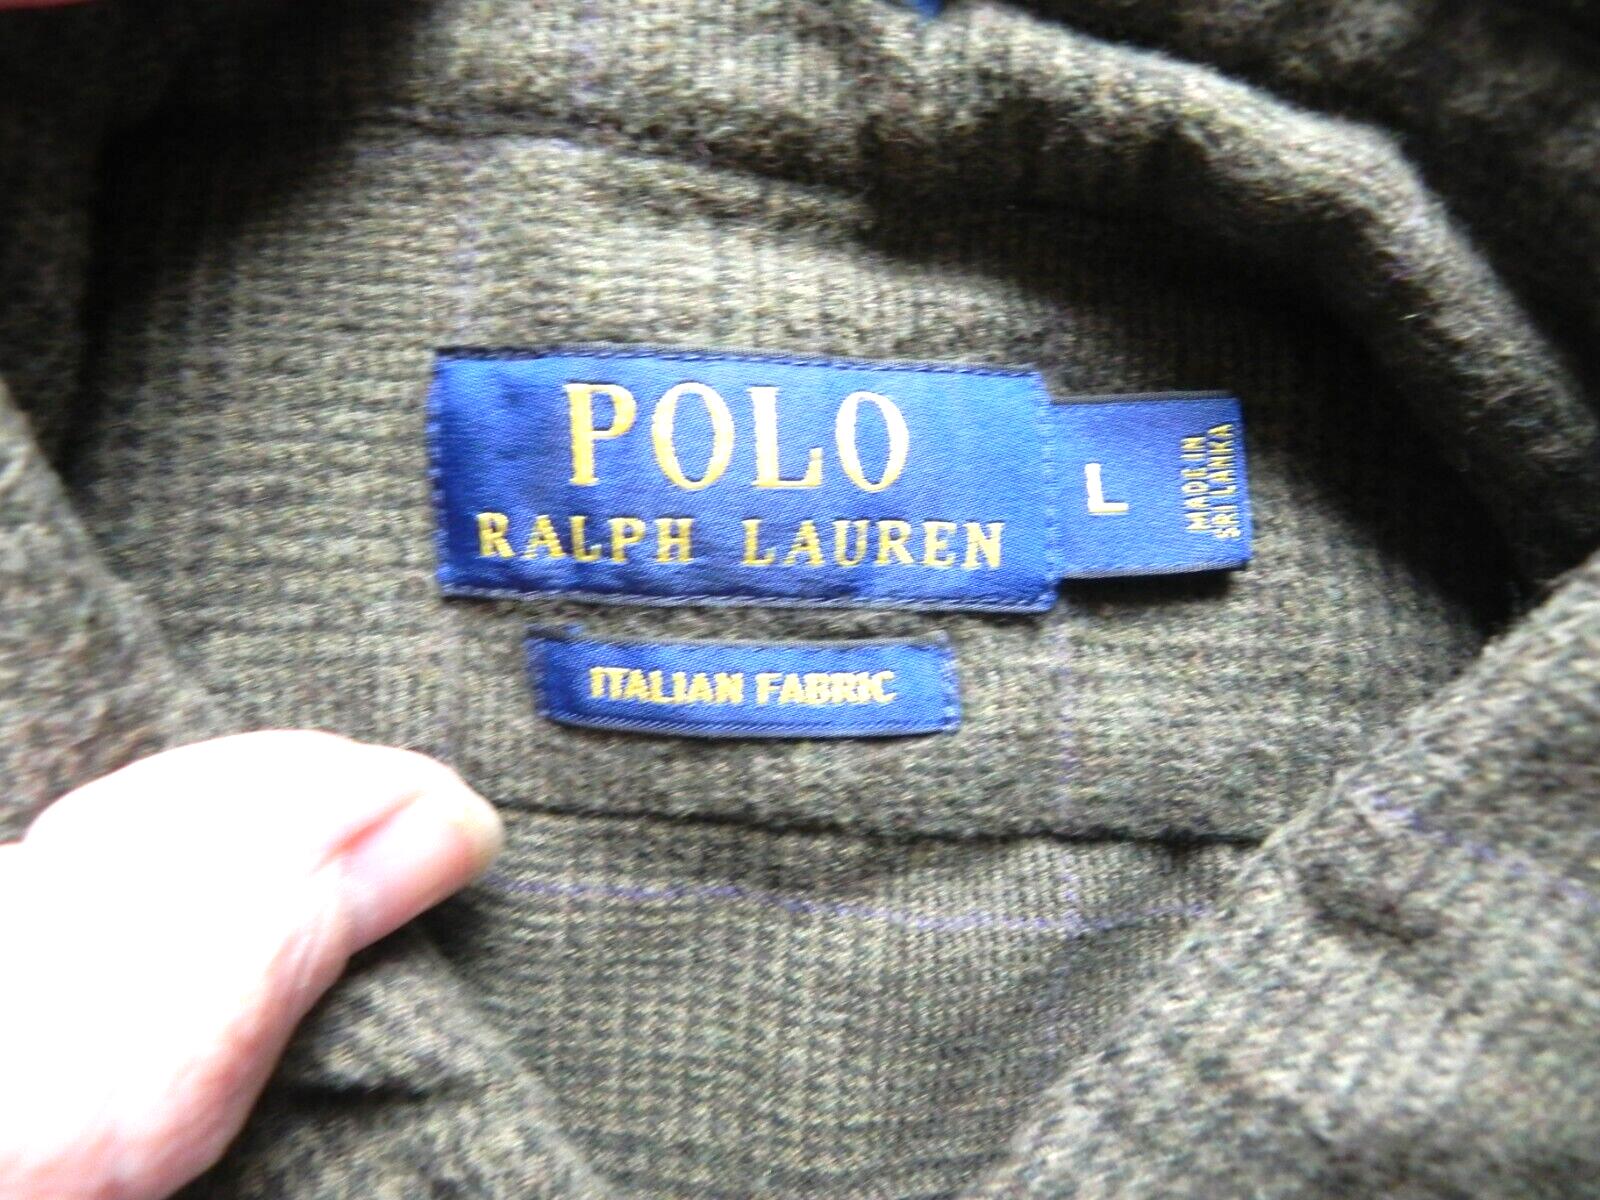 POLO
RALPH LAUREN
L
MADE IN
SRI LANKA
ITALIAN FABRIC